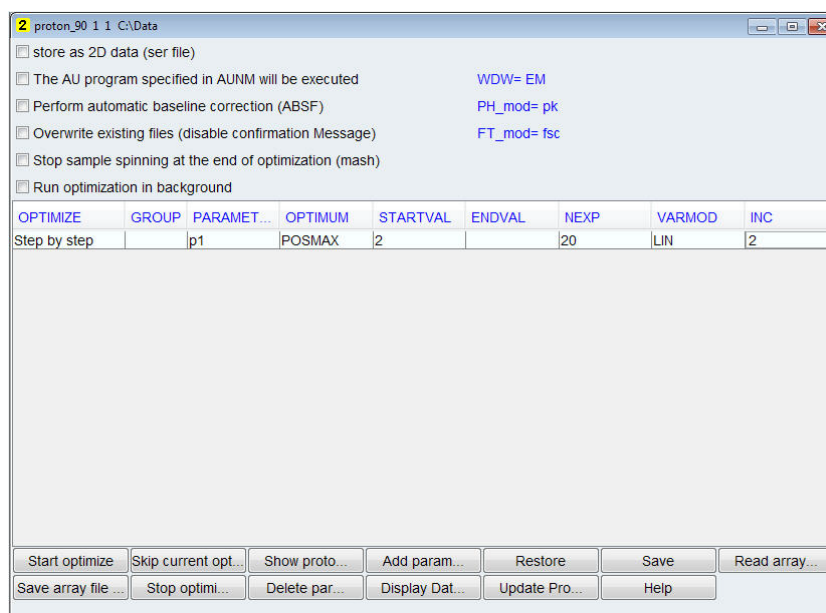 2 proton_90 1 1 C:\Data
store as 2D data (ser file)
The AU program specified in AUNM will be executed WDW= EM
Perform automatic baseline correction (ABSF) PH_mod= pk
Overwrite existing files (disable confirmation Message) FT_mod= fsc
Stop sample spinning at the end of optimization (mash)
Run optimization in background
OPTIMIZE GROUP PARAMET... OPTIMUM STARTVAL ENDVAL NEXP VARMOD INC
Step by step p1 POSMAX 2 20 LIN 2
Start optimize Skip current opt... Show proto... Add param... Restore Save Read array...
Save array file ... Stop optimi... Delete par... Display Dat... Update Pro... Help